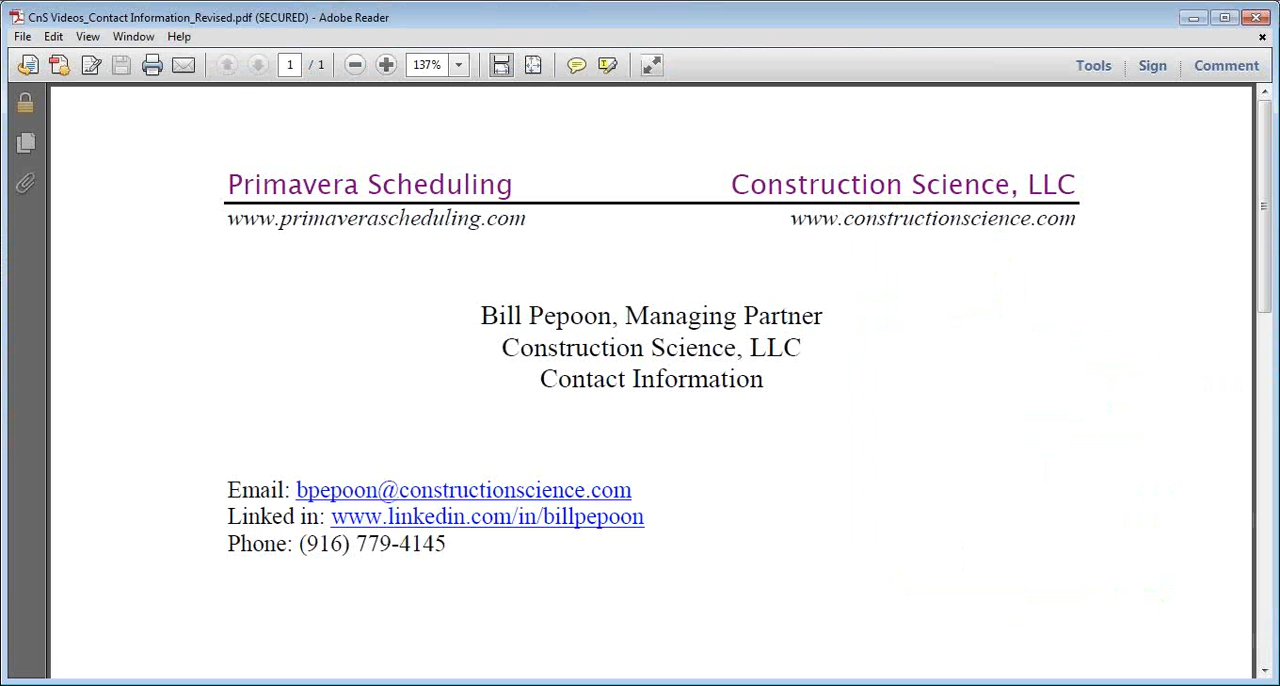 CnS Videos_Contact Information_Revised.pdf (SECURED) - Adobe Reader
File Edit View Window Help
1 / 1 137% Tools Sign Comment
Primavera Scheduling Construction Science, LLC
www.primaverascheduling.com www.constructionscience.com
Bill Pepoon, Managing Partner
Construction Science, LLC
Contact Information
Email: bpepoon@constructionscience.com
Linked in: www.linkedin.com/in/billpepoon
Phone: (916) 779-4145